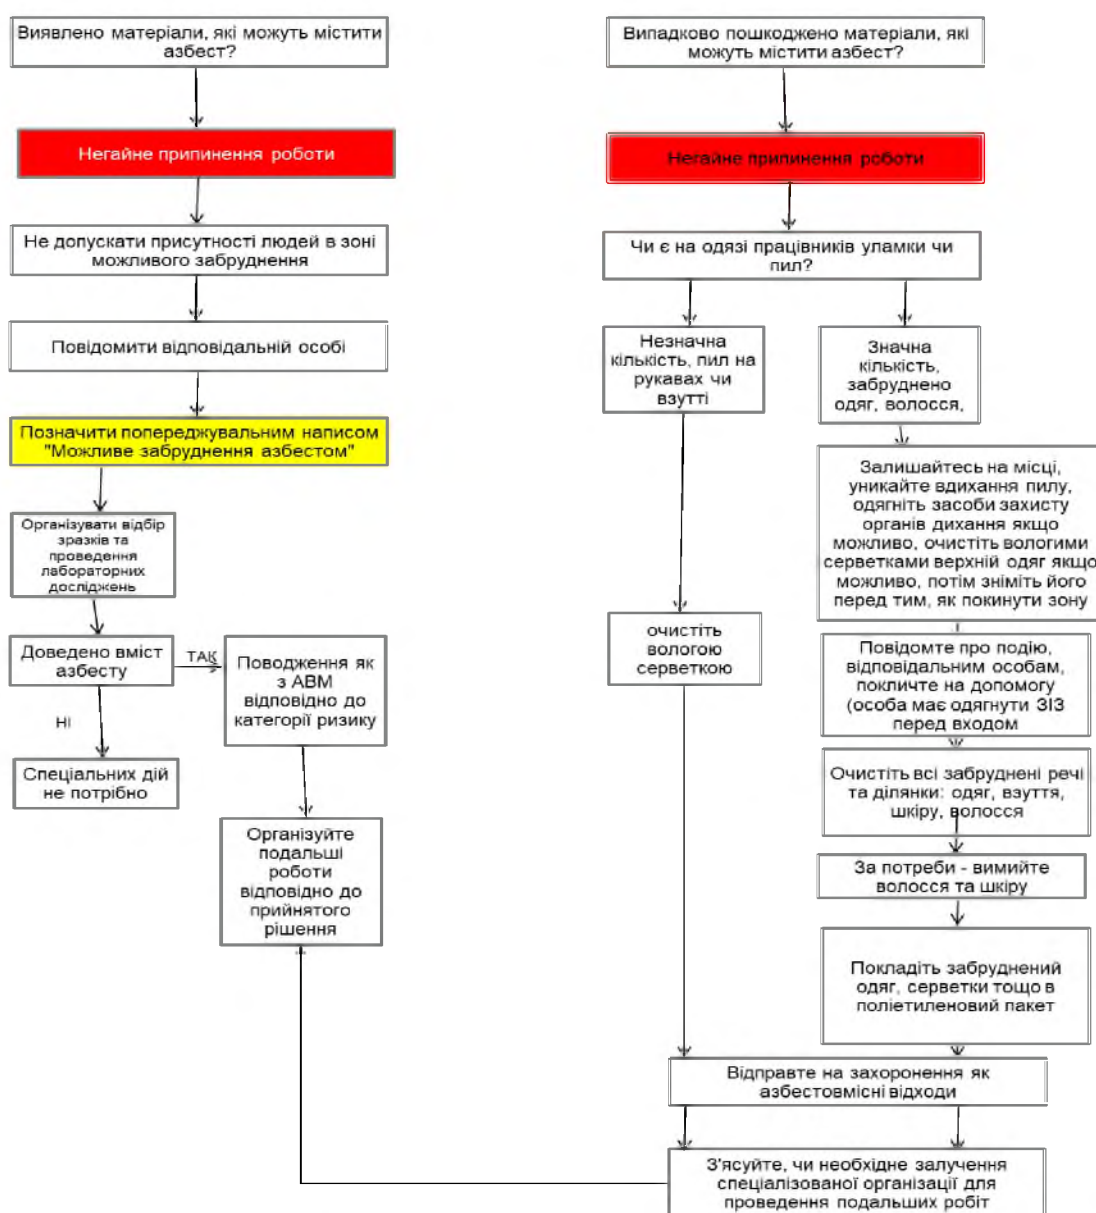 Виявлено матеріали, які можуть містити
азбест?
Негайне припинення роботи
Не допускати присутності людей в зоні
можливого забруднення
Повідомити відповідальній особі
Позначити попереджувальним написом
"Можливе забруднення азбестом"
Організувати відбір
зразків та
проведення
лабораторних
досліджень
Доведено вміст
азбесту
ТАК
НІ
Спеціальних дій
не потрібно
Поводження як
з АВМ
відповідно до
категорії ризику
Організуйте
подальші
роботи
відповідно до
прийнятого
рішення
Випадково пошкоджено матеріали, які
можуть містити азбест?
Негайне припинення роботи
Чи є на одязі працівників уламки чи
пил?
Незначна
кількість, пил на
рукавах чи
взутті
очистіть
вологою
серветкою
Значна
кількість,
забруднено
одяг, волосся,
Залишайтесь на місці,
уникайте вдихання пилу,
одягніть засоби захисту
органів дихання якщо
можливо, очистіть вологими
серветками верхній одяг якщо
можливо, потім зніміть його
перед тим, як покинути зону
Повідомте про подію,
відповідальним особам,
покличте на допомогу
(особа має одягнути ЗІЗ
перед входом
Очистіть всі забруднені речі
та ділянки: одяг, взуття,
шкіру, волосся
За потреби - вимийте
волосся та шкіру
Покладіть забруднений
одяг, серветки тощо в
поліетиленовий пакет
Відправте на захоронення як
азбестовмісні відходи
З'ясуйте, чи необхідне залучення
спеціалізованої організації для
проведення подальших робіт